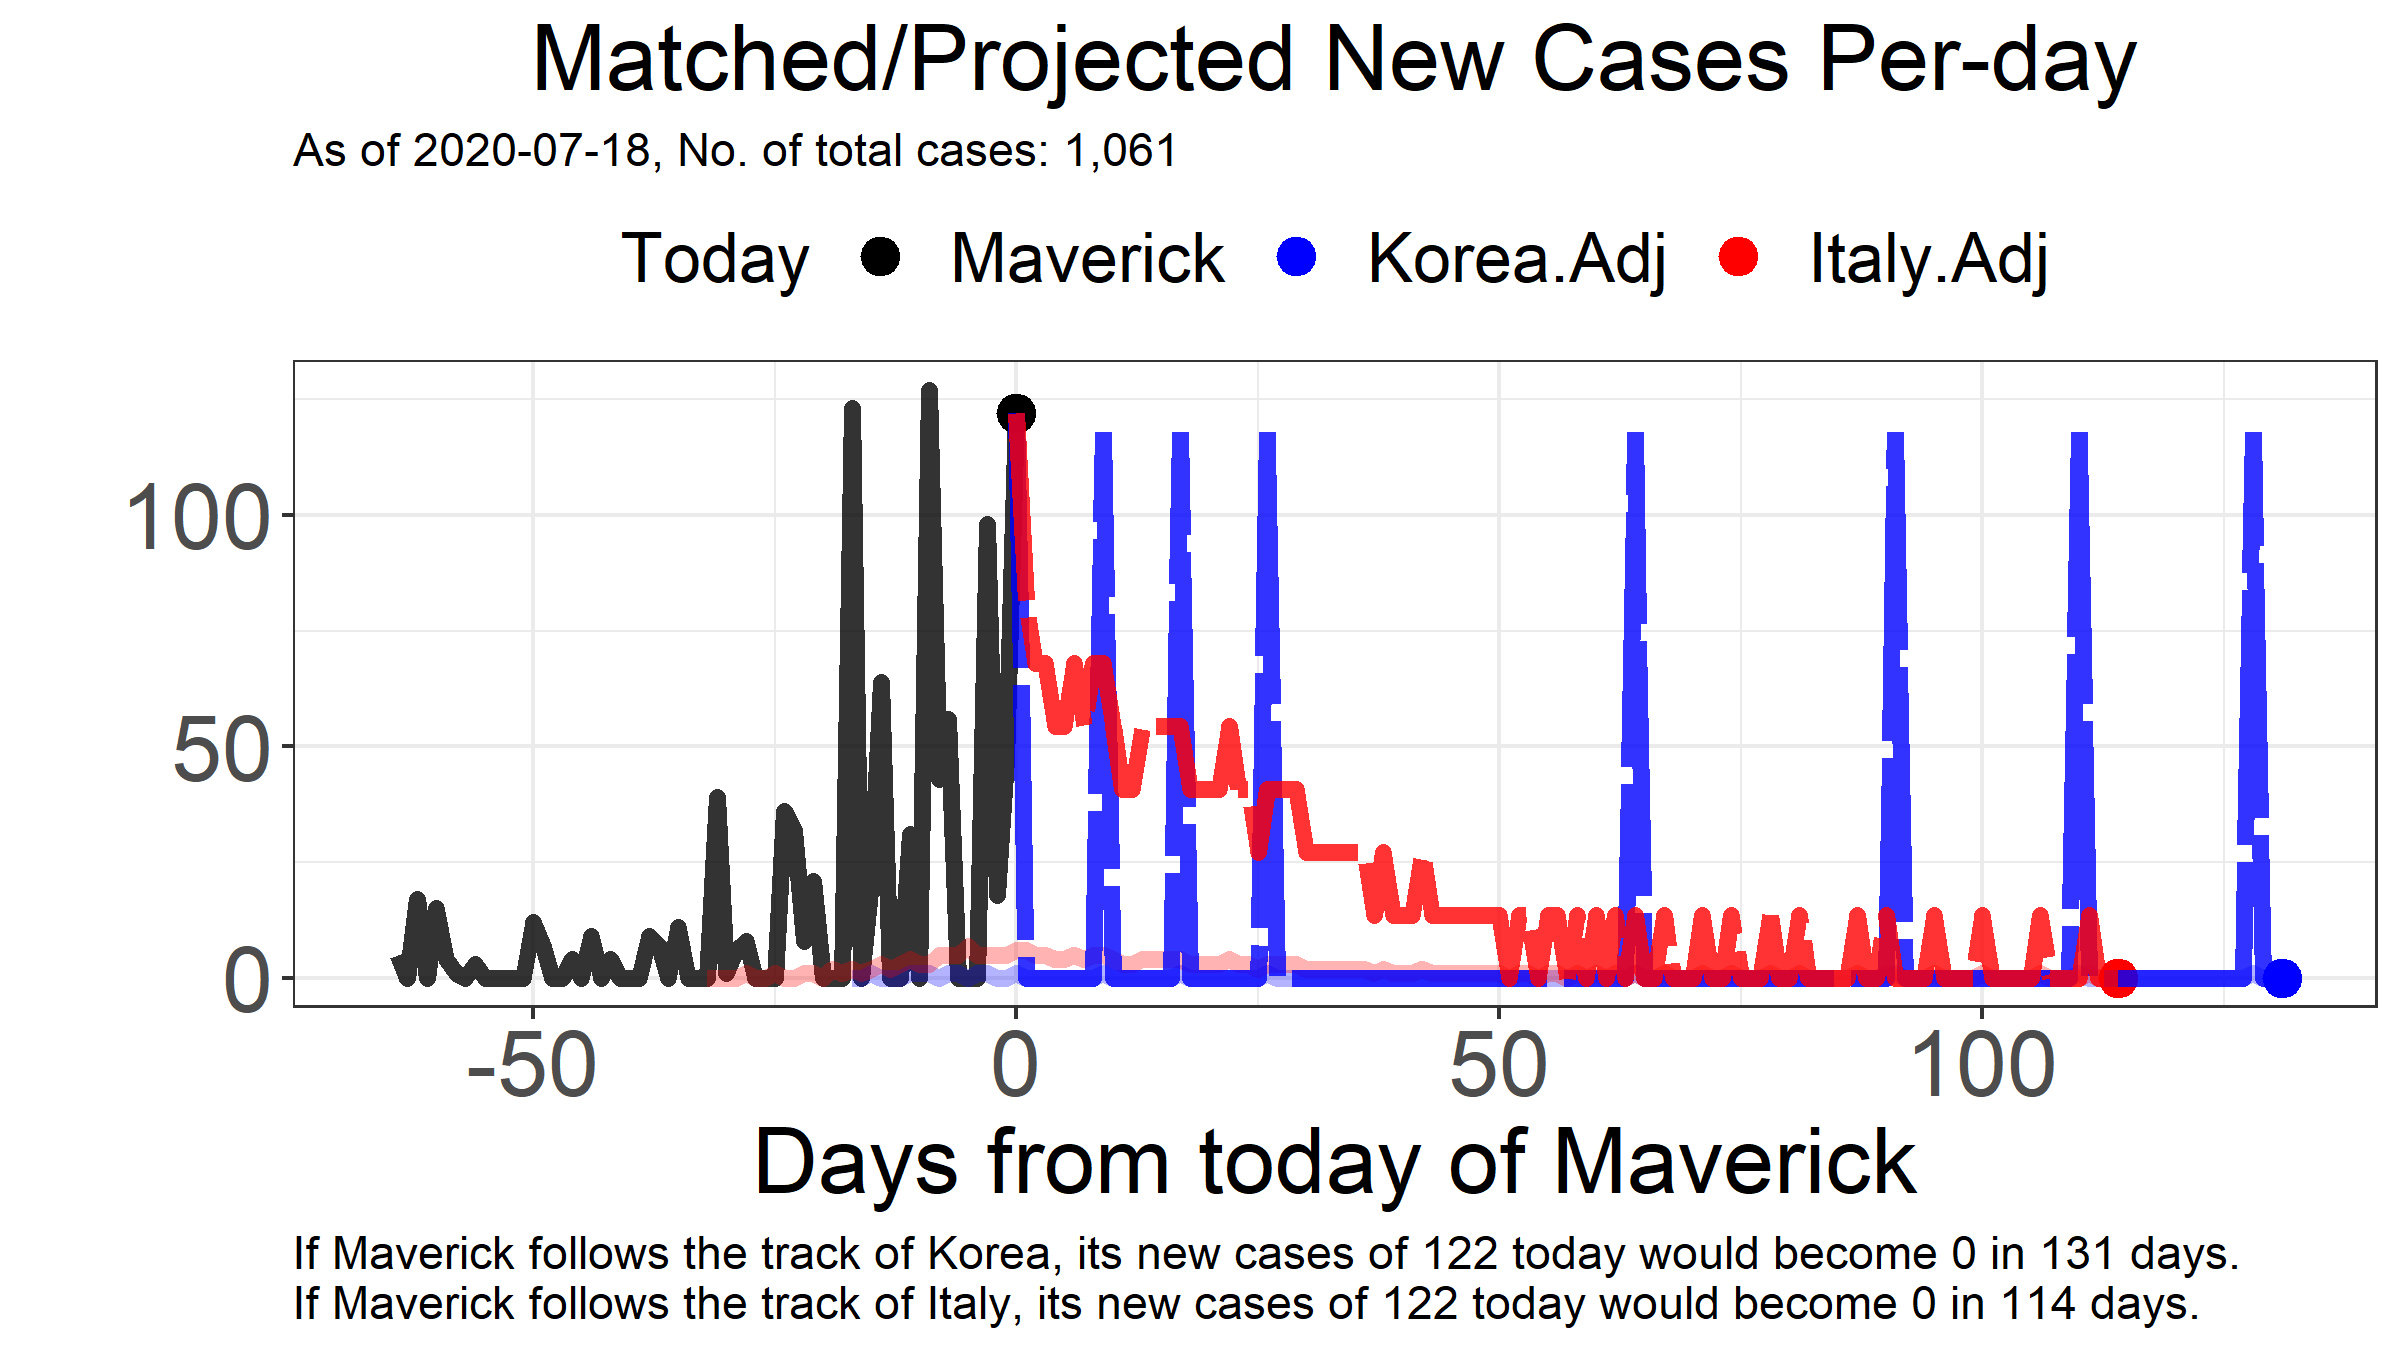 Matched/Projected New Cases Per-day
As of 2020-07-18, No. of total cases: 1,061
Today Maverick Korea.Adj Italy.Adj
100
50
0
-50 0 50 100
Days from today of Maverick
If Maverick follows the track of Korea, its new cases of 122 today would become 0 in 131 days.
If Maverick follows the track of Italy, its new cases of 122 today would become 0 in 114 days.